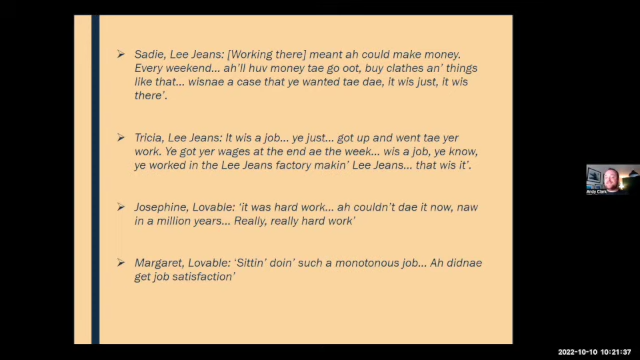 Sadie, Lee Jeans: [Working there] meant ah could make money.
Every weekend... ah'll huv money tae go oot, buy clathes an' things
like that... wisnae a case that ye wanted tae dae, it wis just, it wis
there'.
Tricia, Lee Jeans: It wis a job... ye just... got up and went tae yer
work. Ye got yer wages at the end ae the week... wis a job, ye know,
ye worked in the Lee Jeans factory makin' Lee Jeans... that wis it'.
Josephine, Lovable: 'it was hard work... ah couldn't dae it now, naw
in a million years... Really, really hard work'
Margaret, Lovable: 'Sittin' doin' such a monotonous job... Ah didnae
get job satisfaction'
Andy Clark
2022-10-10 10:21:37